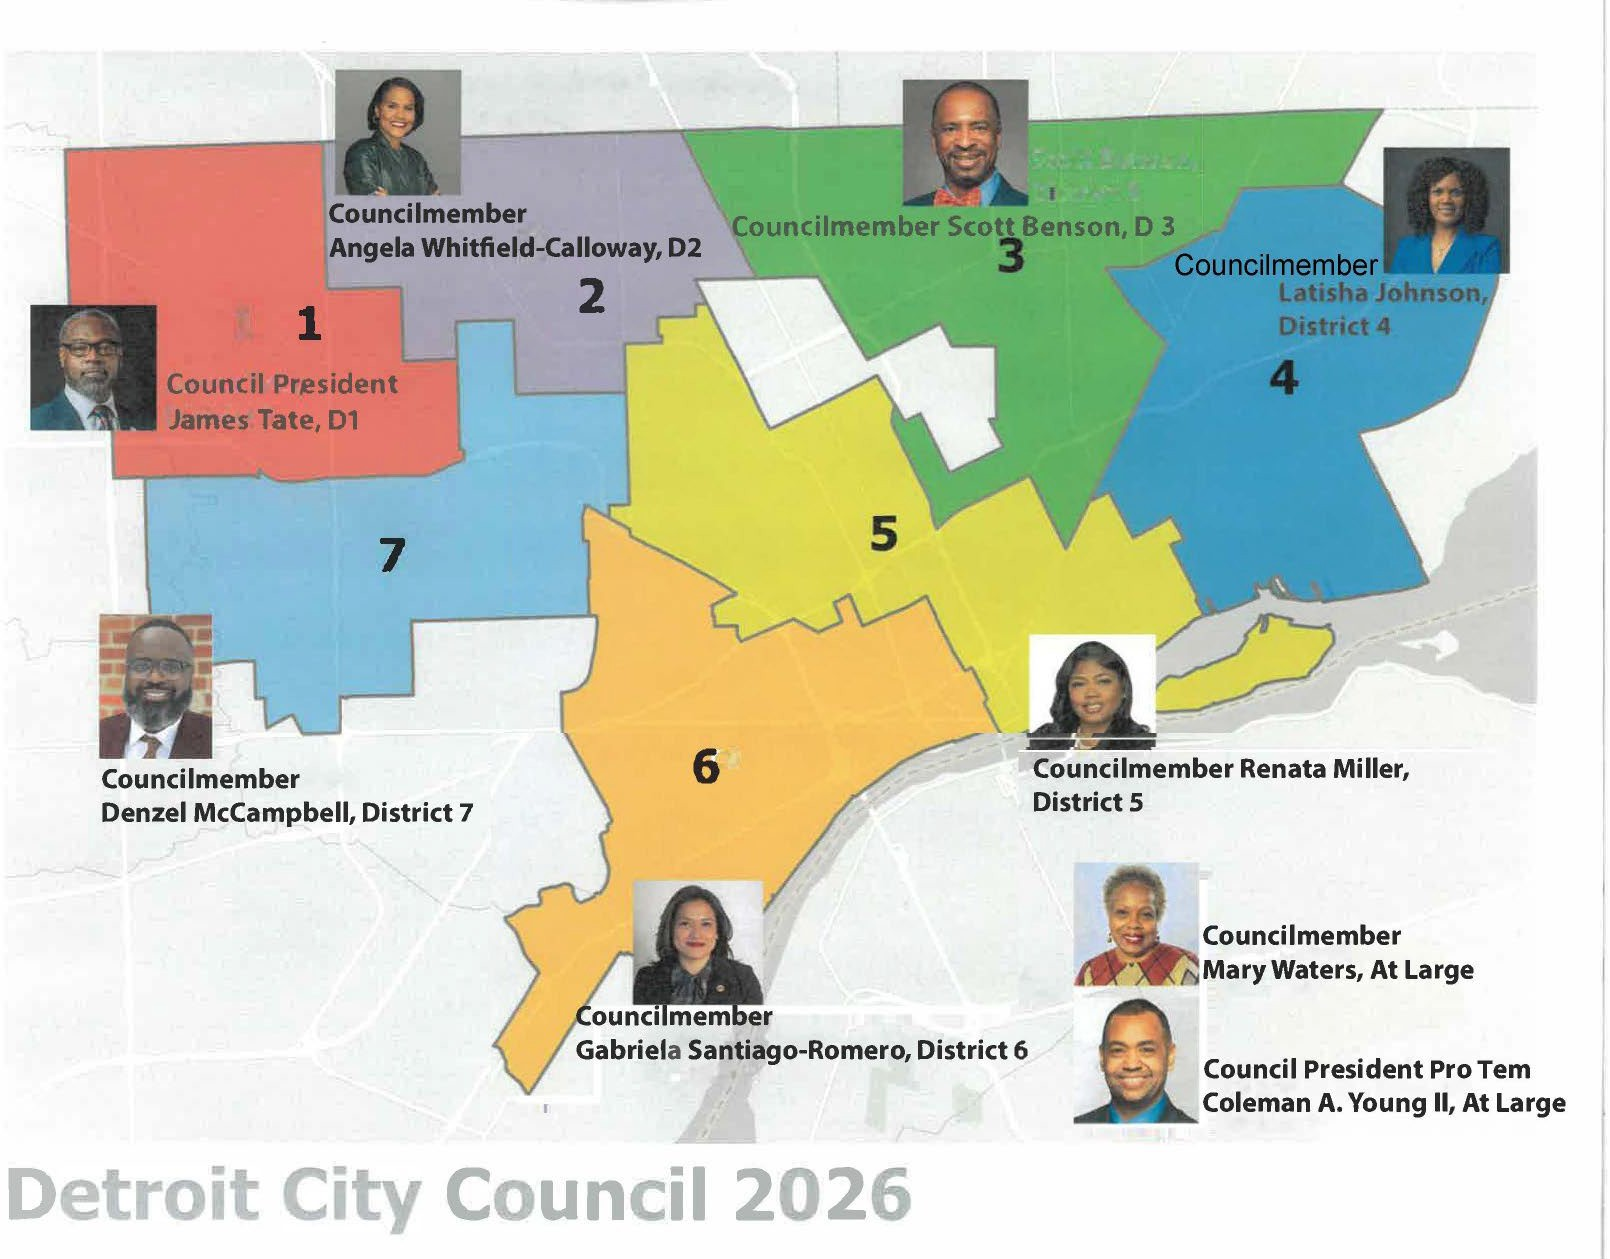 Councilmember
Angela Whitfield-Calloway, D2
2
Councilmember Scott Benson, D 3
3
Councilmember
Latisha Johnson,
District 4
4
1
Council President
James Tate, D1
5
7
6
Councilmember
Denzel McCampbell, District 7
Councilmember Renata Miller,
District 5
Councilmember
Mary Waters, At Large
Councilmember
Gabriela Santiago-Romero, District 6
Council President Pro Tem
Coleman A. Young II, At Large
Detroit City Council 2026